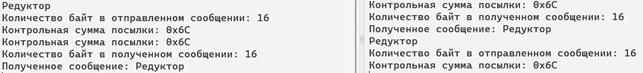 Редуктор
Количество байт в отправленном сообщении: 16
Контрольная сумма посылки: 0x6C
Контрольная сумма посылки: 0x6C
Количество байт в полученном сообщении: 16
Полученное сообщение: Редуктор
Контрольная сумма посылки: 0x6C
Количество байт в полученном сообщении: 16
Полученное сообщение: Редуктор
Редуктор
Количество байт в отправленном сообщении: 16
Контрольная сумма посылки: 0x6C